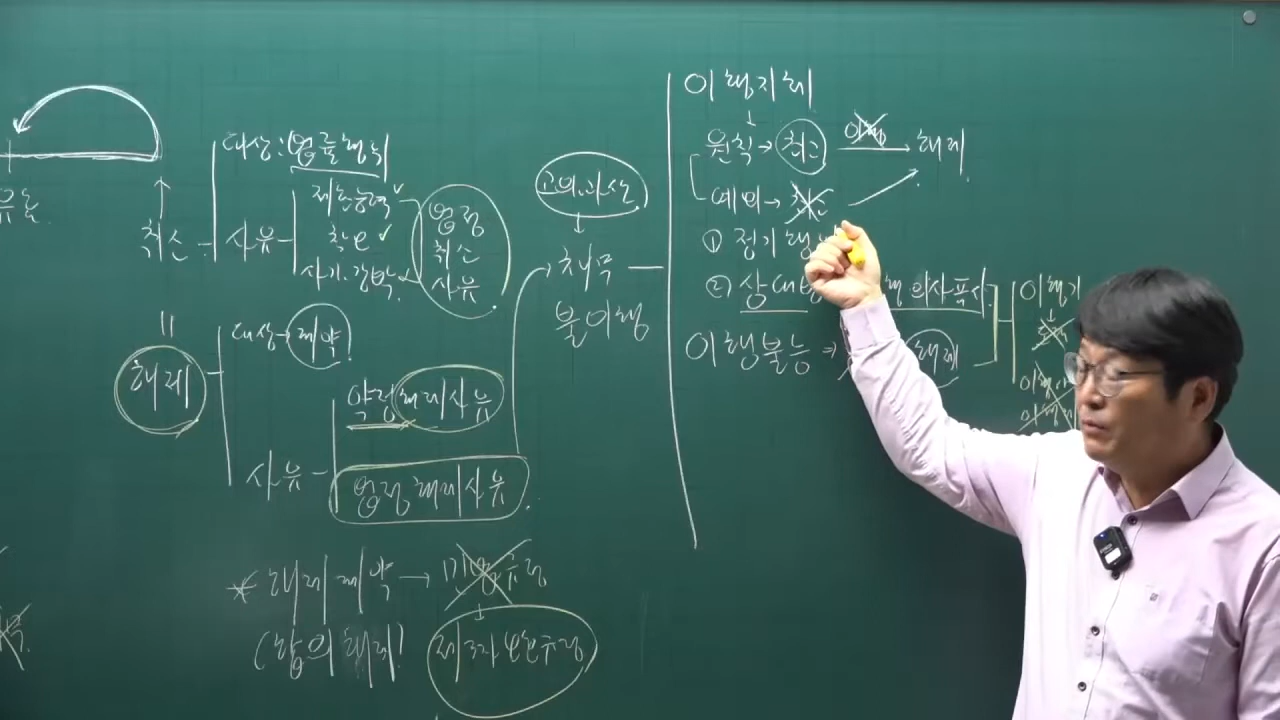 취소
사유
대상: 법률행위
제한능력
착오
사기·강박
법정
취소
사유
해제
대상→계약
사유
약정해제사유
법정해제사유
* 해제계약→민법규정
(합의해제)
제3자보호규정
고의·과실
채무
불이행
이행지체
원칙→최고
이행
해제
예외→최고
① 정기행
② 상대방
의사표시
이행불능⇒
해제
이행기